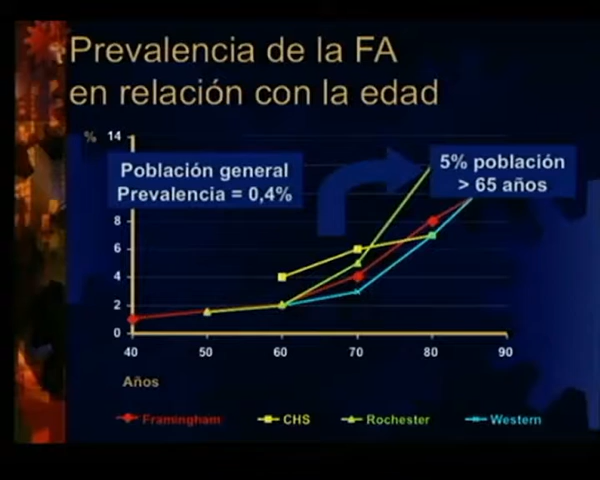 Prevalencia de la FA
en relación con la edad
%
14
Población general
Prevalencia = 0,4%
5% población
> 65 años
8
6
4
2
0
40 50 60 70 80 90
Años
Framingham CHS Rochester Western